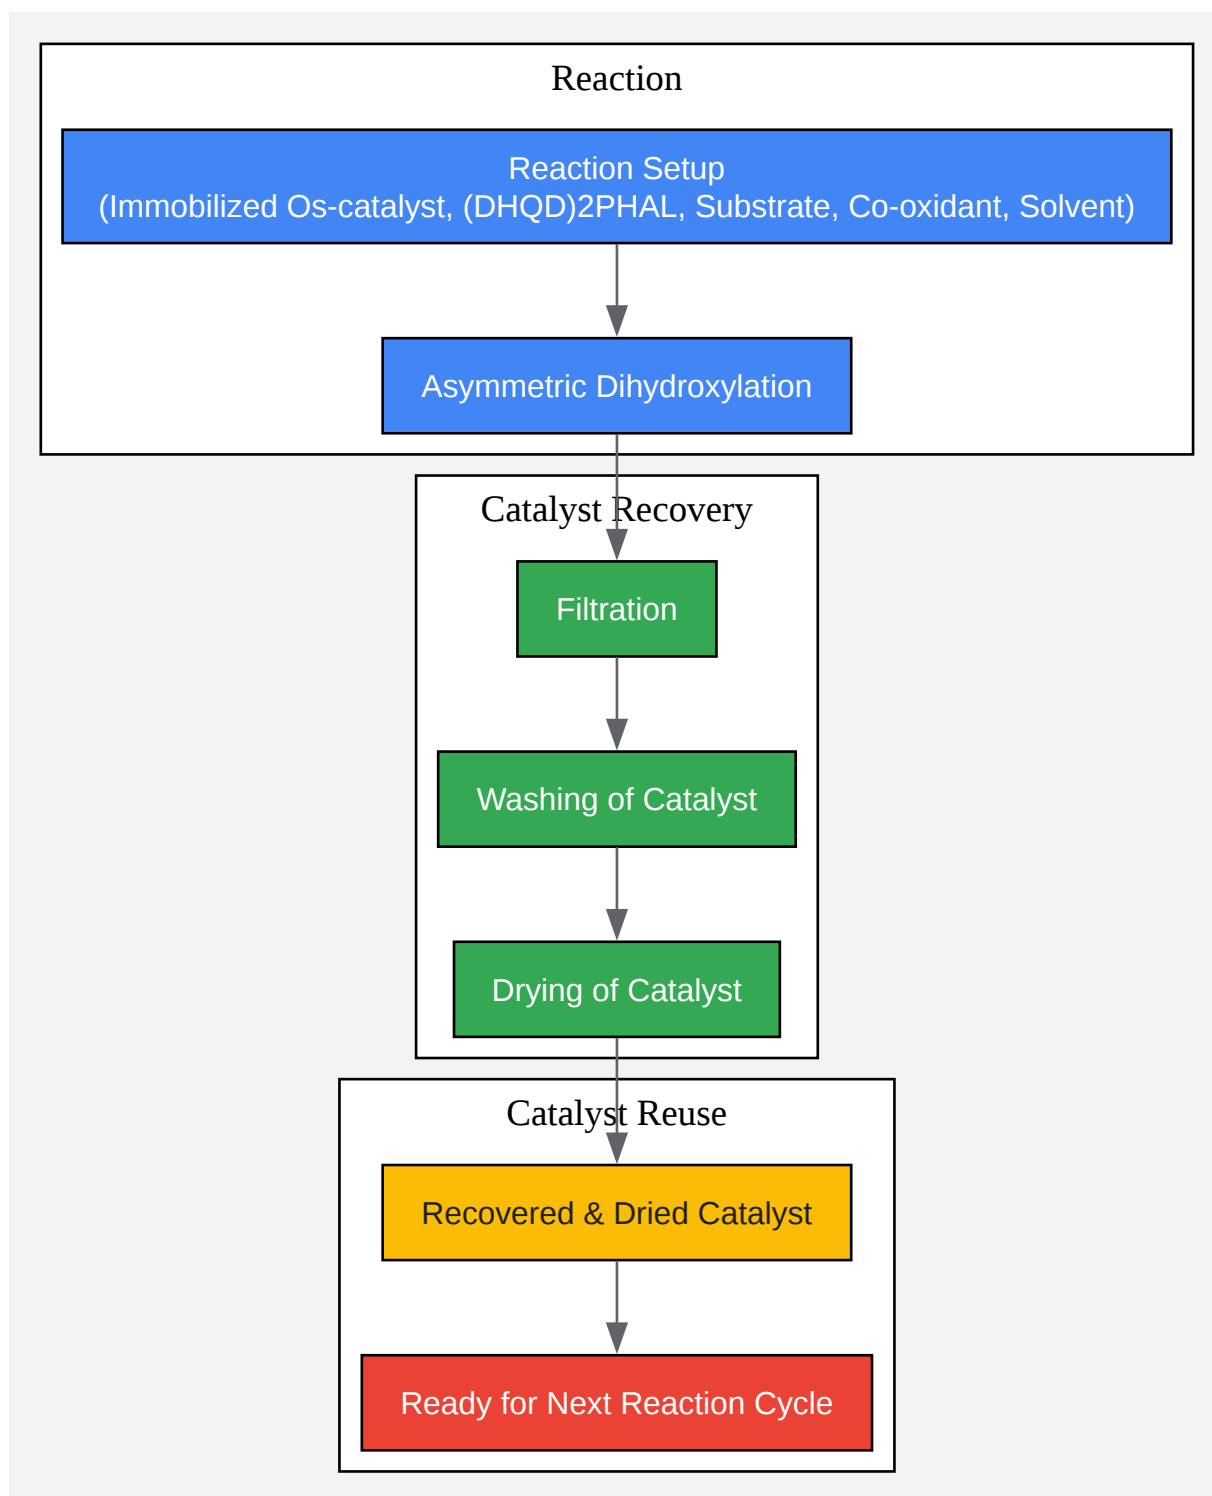 Reaction
Reaction Setup
(Immobilized Os-catalyst, (DHQD)2PHAL, Substrate, Co-oxidant, Solvent)
Asymmetric Dihydroxylation
Catalyst Recovery
Filtration
Washing of Catalyst
Drying of Catalyst
Catalyst Reuse
Recovered & Dried Catalyst
Ready for Next Reaction Cycle